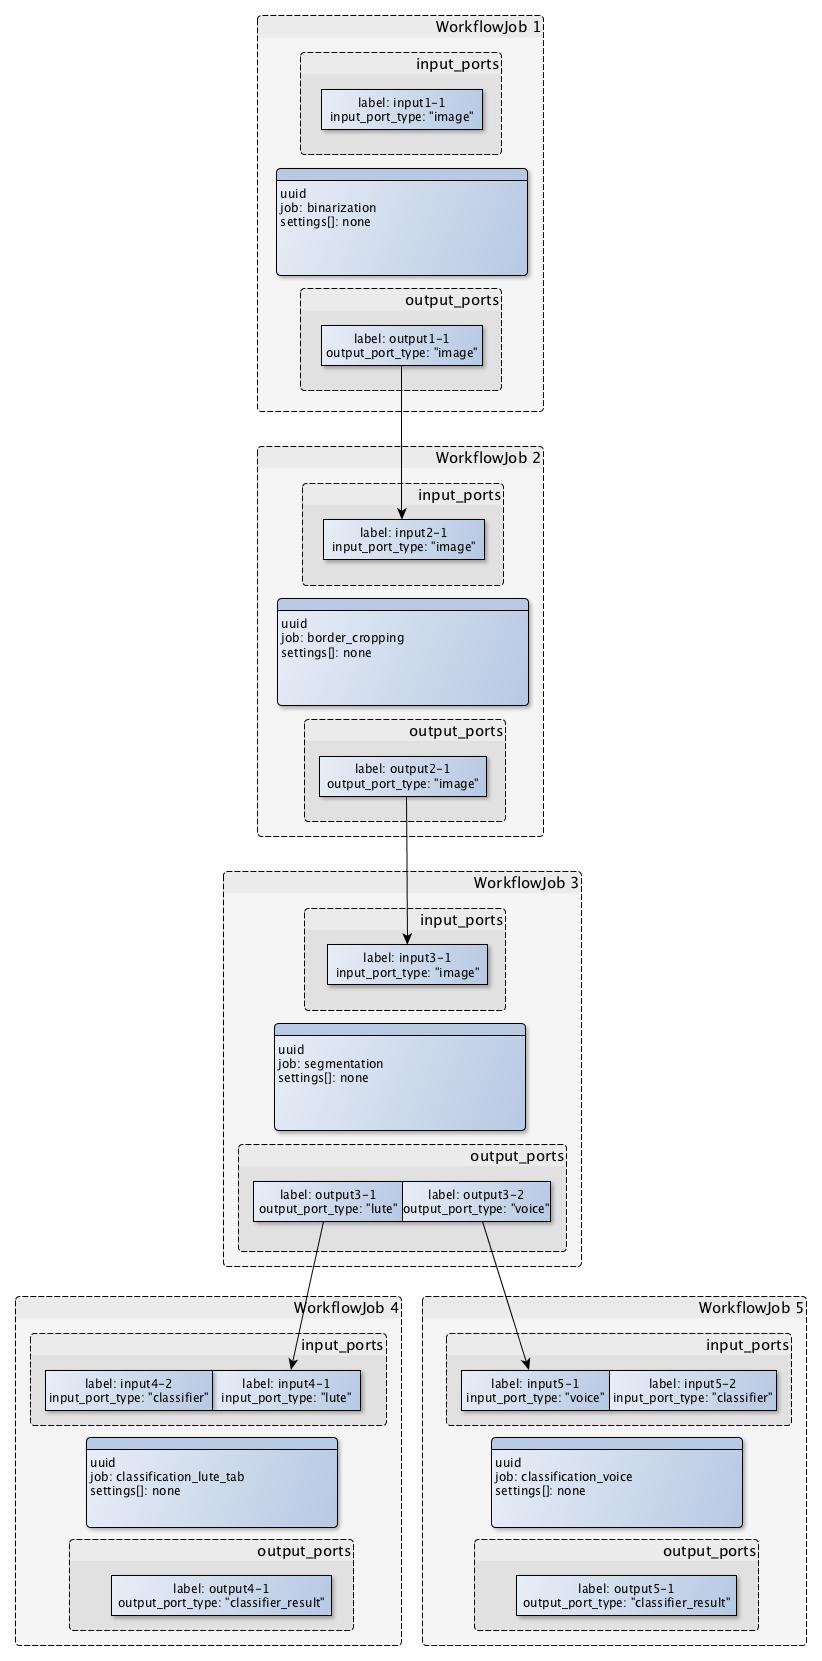 WorkflowJob 1
input_ports
label: input1-1
input_port_type: "image"
uuid
job: binarization
settings[]: none
output_ports
label: output1-1
output_port_type: "image"
WorkflowJob 2
input_ports
label: input2-1
input_port_type: "image"
uuid
job: border_cropping
settings[]: none
output_ports
label: output2-1
output_port_type: "image"
WorkflowJob 3
input_ports
label: input3-1
input_port_type: "image"
uuid
job: segmentation
settings[]: none
output_ports
label: output3-1
output_port_type: "lute"
label: output3-2
output_port_type: "voice"
WorkflowJob 4
input_ports
label: input4-2
input_port_type: "classifier"
label: input4-1
input_port_type: "lute"
uuid
job: classification_lute_tab
settings[]: none
output_ports
label: output4-1
output_port_type: "classifier_result"
WorkflowJob 5
input_ports
label: input5-1
input_port_type: "voice"
label: input5-2
input_port_type: "classifier"
uuid
job: classification_voice
settings[]: none
output_ports
label: output5-1
output_port_type: "classifier_result"